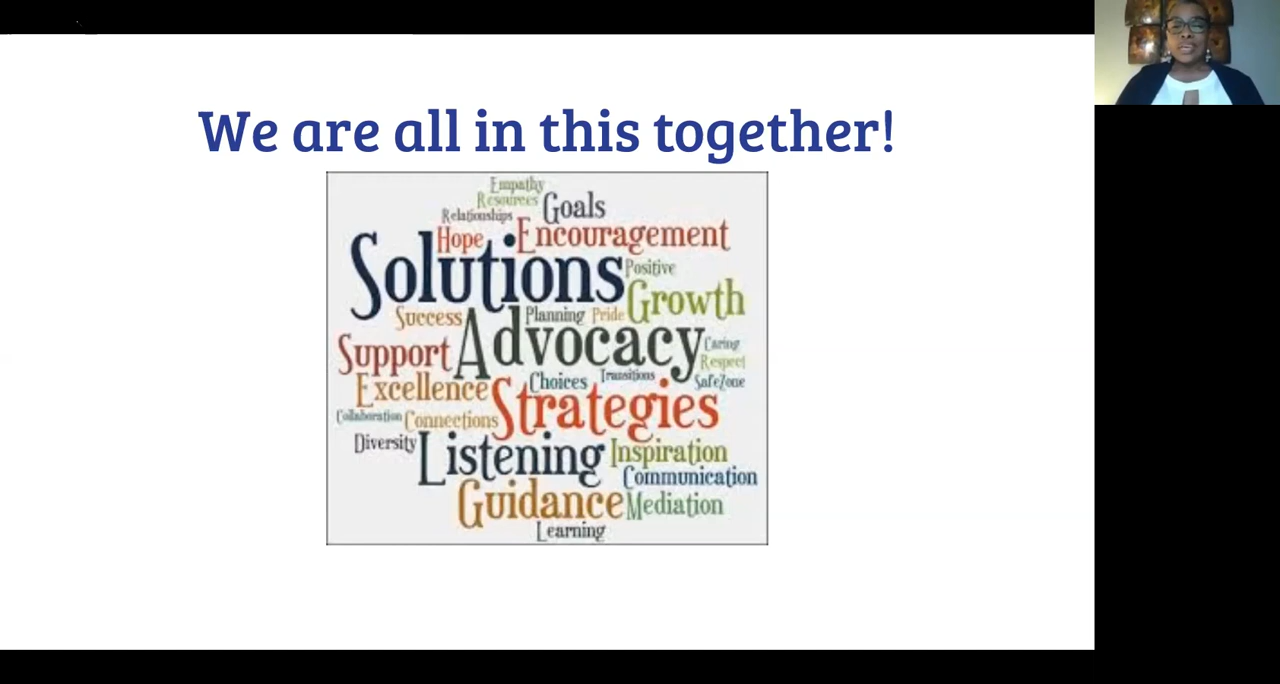 We are all in this together!
Empathy
Resources
Goals
Relationships
Hope
Encouragement
Solutions
Positive
Growth
Success
Planning
Pride
Advocacy
Support
Caring
Respect
Excellence
Choices
Transitions
SafeZone
Strategies
Collaboration
Connections
Diversity
Listening
Inspiration
Communication
Guidance
Mediation
Learning